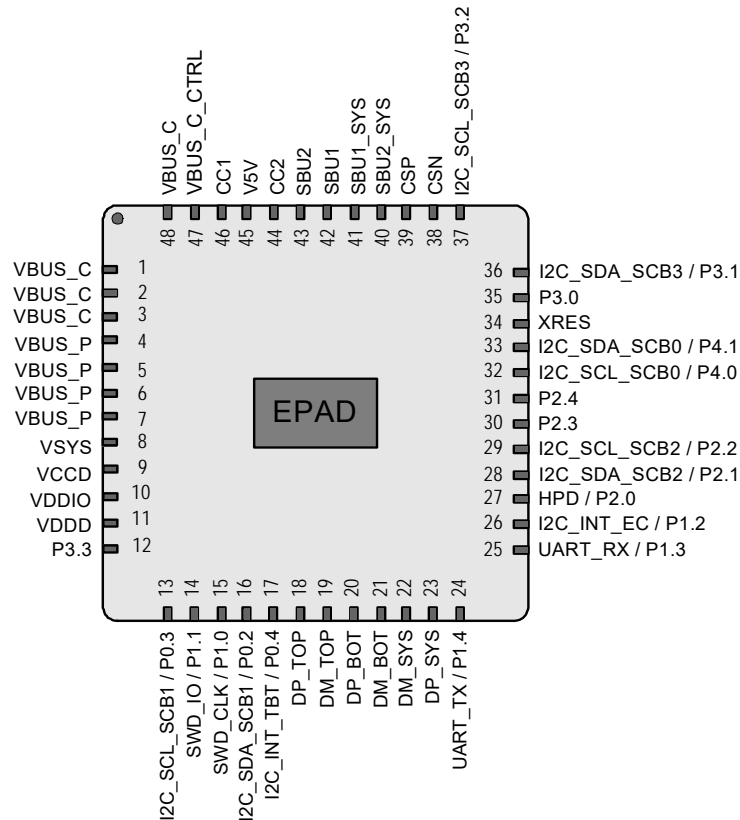 VBUS_C
VBUS_C_CTRL
CC1
V5V
CC2
SBU2
SBU1
SBU1_SYS
SBU2_SYS
CSP
CSN
I2C_SCL_SCB3 / P3.2
48
47
46
45
44
43
42
41
40
39
38
37
VBUS_C 1
VBUS_C 2
VBUS_C 3
VBUS_P 4
VBUS_P 5
VBUS_P 6
VBUS_P 7
VSYS 8
VCCD 9
VDDIO 10
VDDD 11
P3.3 12
EPAD
36 I2C_SDA_SCB3 / P3.1
35 P3.0
34 XRES
33 I2C_SDA_SCB0 / P4.1
32 I2C_SCL_SCB0 / P4.0
31 P2.4
30 P2.3
29 I2C_SCL_SCB2 / P2.2
28 I2C_SDA_SCB2 / P2.1
27 HPD / P2.0
26 I2C_INT_EC / P1.2
25 UART_RX / P1.3
13
14
15
16
17
18
19
20
21
22
23
24
I2C_SCL_SCB1 / P0.3
SWD_IO / P1.1
SWD_CLK / P1.0
I2C_SDA_SCB1 / P0.2
I2C_INT_TBT / P0.4
DP_TOP
DM_TOP
DP_BOT
DM_BOT
DM_SYS
DP_SYS
UART_TX / P1.4